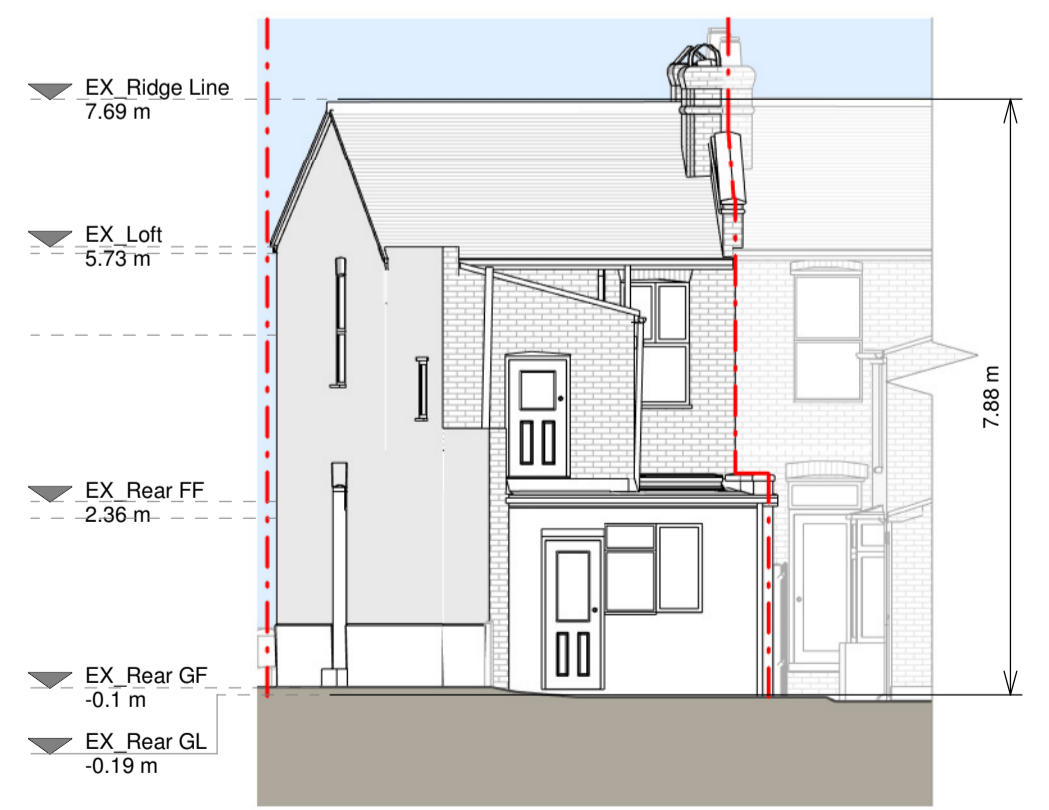 EX_Ridge Line
7.69 m
EX_Loft
5.73 m
7.88 m
EX_Rear FF
2.36 m
EX_Rear GF
-0.1 m
EX_Rear GL
-0.19 m